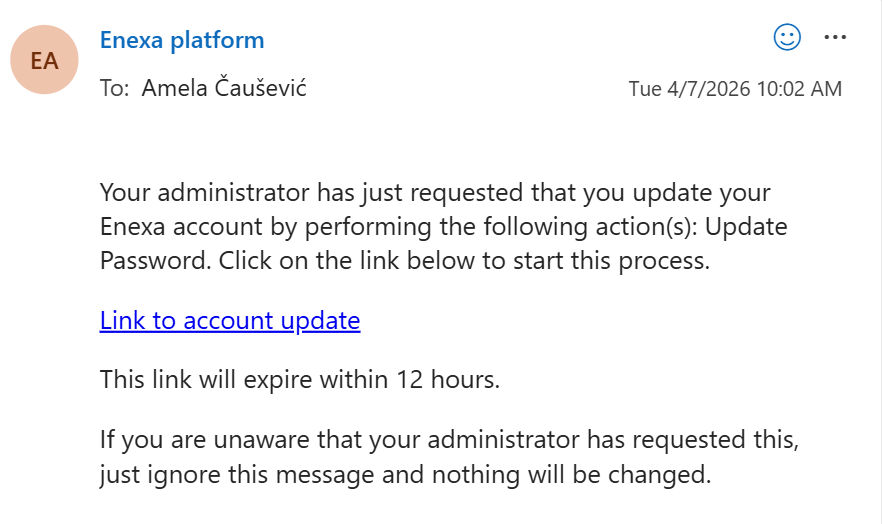 Enexa platform
EA
To: Amela Čaušević
Tue 4/7/2026 10:02 AM
Your administrator has just requested that you update your
Enexa account by performing the following action(s): Update
Password. Click on the link below to start this process.
Link to account update
This link will expire within 12 hours.
If you are unaware that your administrator has requested this,
just ignore this message and nothing will be changed.